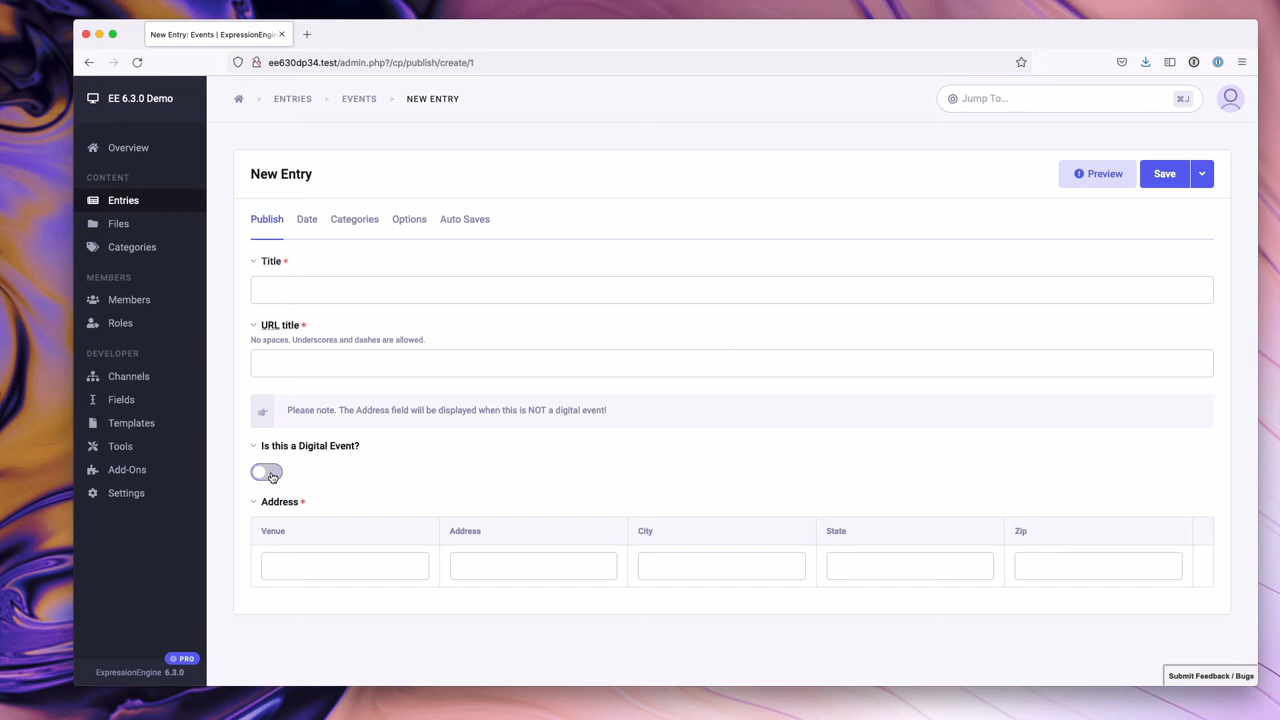 New Entry: Events | ExpressionEngin
ee630dp34.test/admin.php?/cp/publish/create/1
EE 6.3.0 Demo
ENTRIES > EVENTS > NEW ENTRY
Jump To...
⌘J
Overview
CONTENT
Entries
Files
Categories
MEMBERS
Members
Roles
DEVELOPER
Channels
Fields
Templates
Tools
Add-Ons
Settings
PRO
ExpressionEngine 6.3.0
New Entry
Preview
Save
Publish Date Categories Options Auto Saves
Title *
URL title *
No spaces. Underscores and dashes are allowed.
Please note. The Address field will be displayed when this is NOT a digital event!
Is this a Digital Event?
Address *
Venue Address City State Zip
Submit Feedback / Bugs